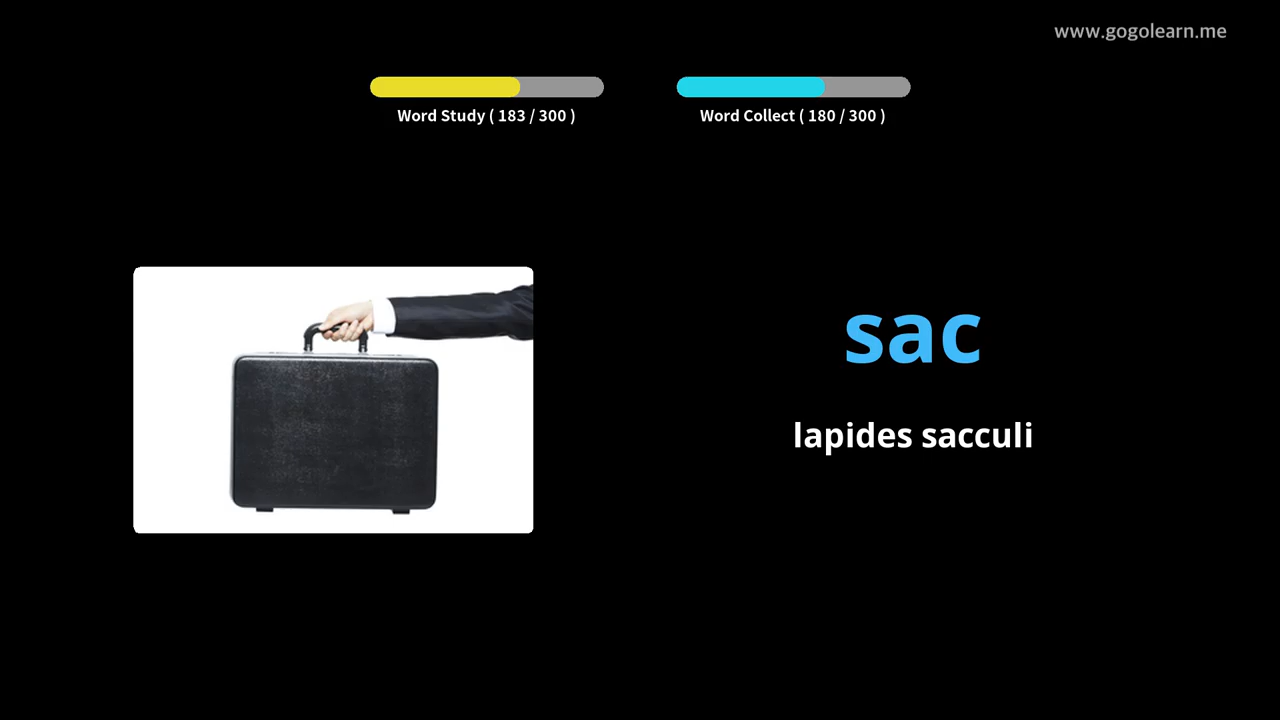 www.gogolearn.me
Word Study ( 183 / 300 )
Word Collect ( 180 / 300 )
sac
lapides sacculi